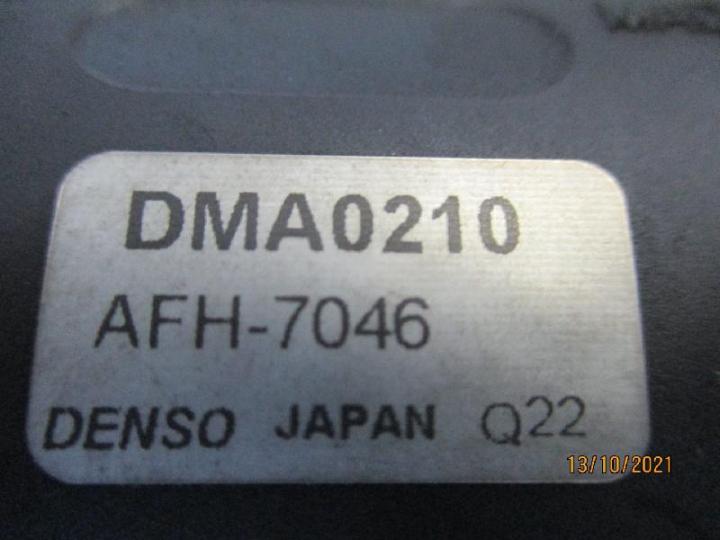 DMA0210
AFH-7046
DENSO JAPAN Q22
13/10/2021